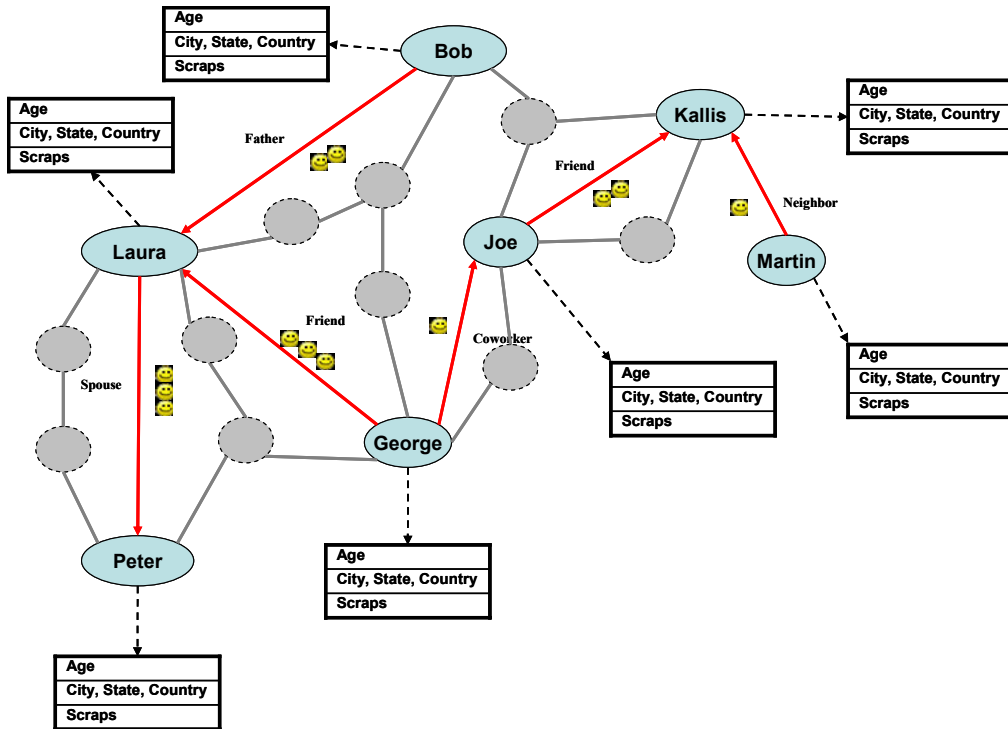 Age
City, State, Country
Scraps
Bob
Age
City, State, Country
Scraps
Kallis
Age
City, State, Country
Scraps
Father
Friend
Neighbor
Laura
Joe
Martin
Friend
Coworker
Spouse
Age
City, State, Country
Scraps
Age
City, State, Country
Scraps
George
Peter
Age
City, State, Country
Scraps
Age
City, State, Country
Scraps